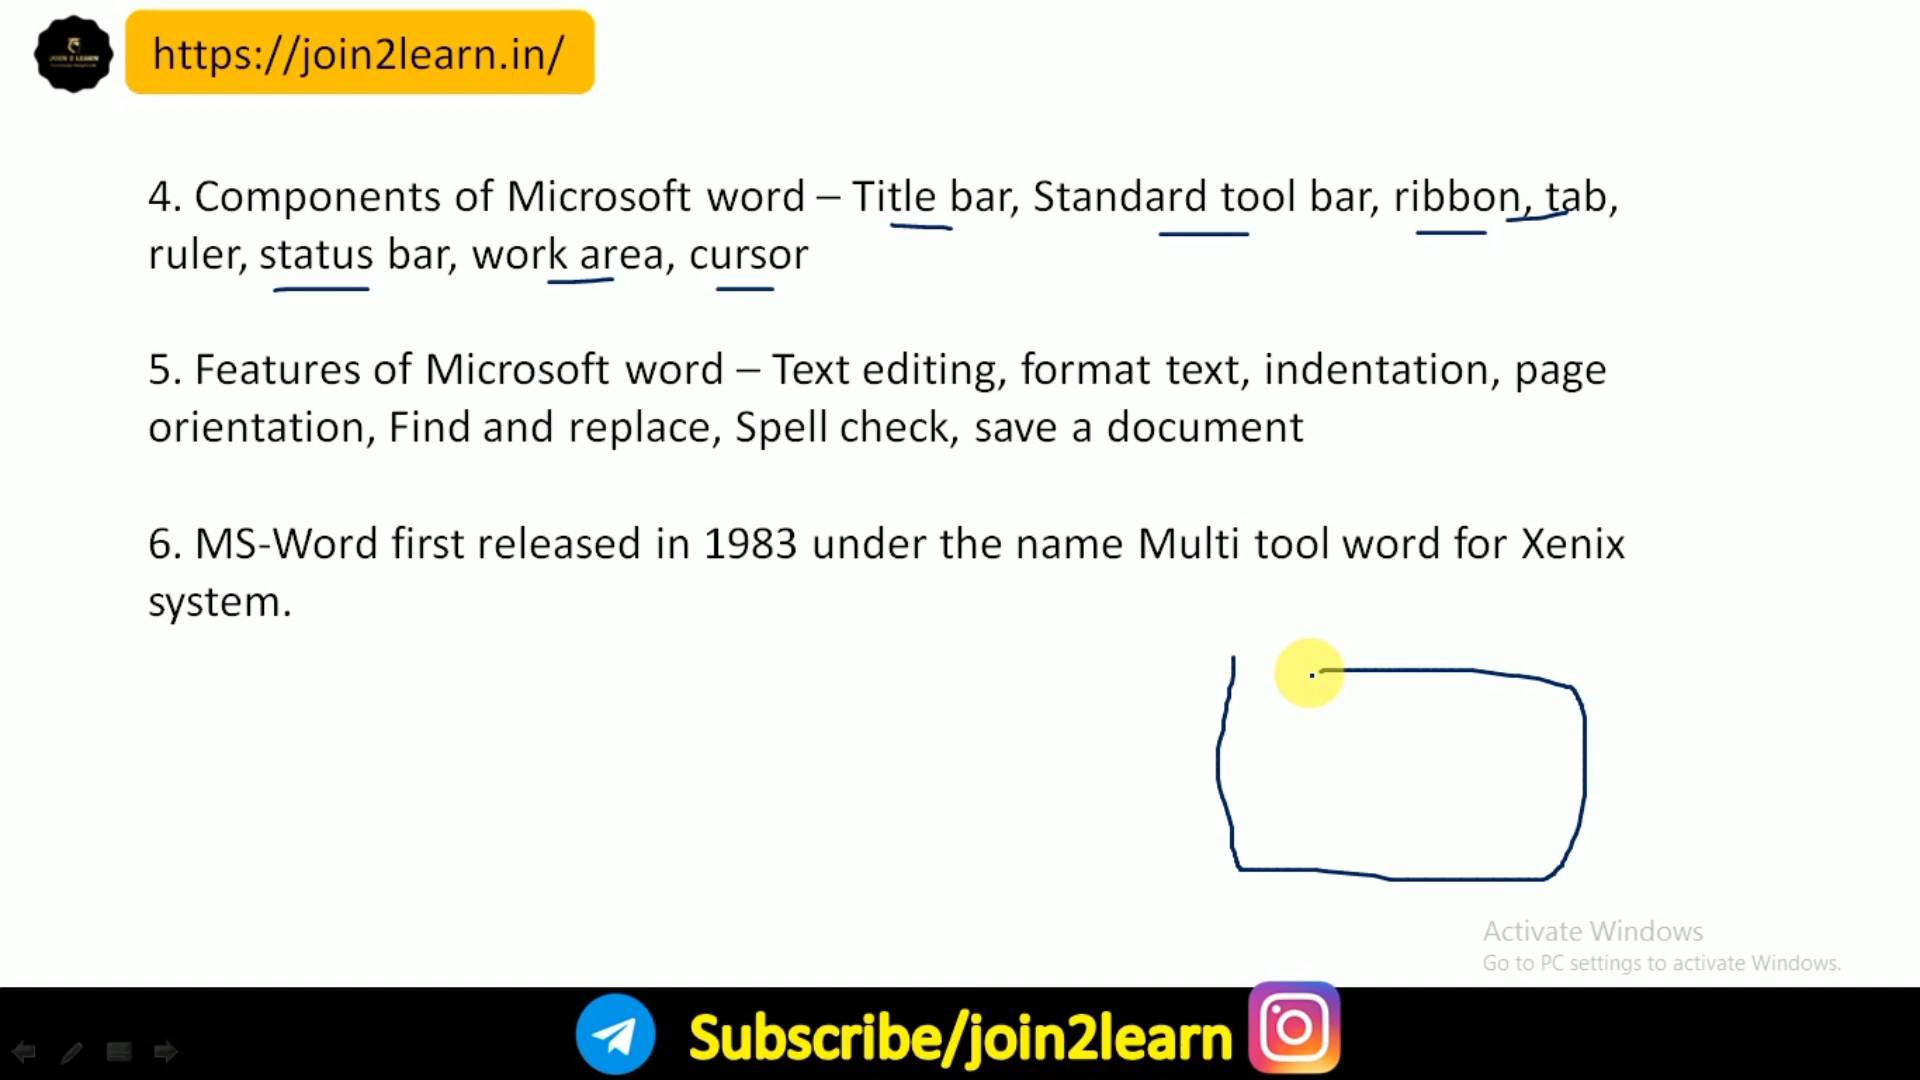 JOIN 2 LEARN
https://join2learn.in/
4. Components of Microsoft word – Title bar, Standard tool bar, ribbon, tab,
ruler, status bar, work area, cursor
5. Features of Microsoft word – Text editing, format text, indentation, page
orientation, Find and replace, Spell check, save a document
6. MS-Word first released in 1983 under the name Multi tool word for Xenix
system.
Activate Windows
Go to PC settings to activate Windows.
Subscribe/join2learn